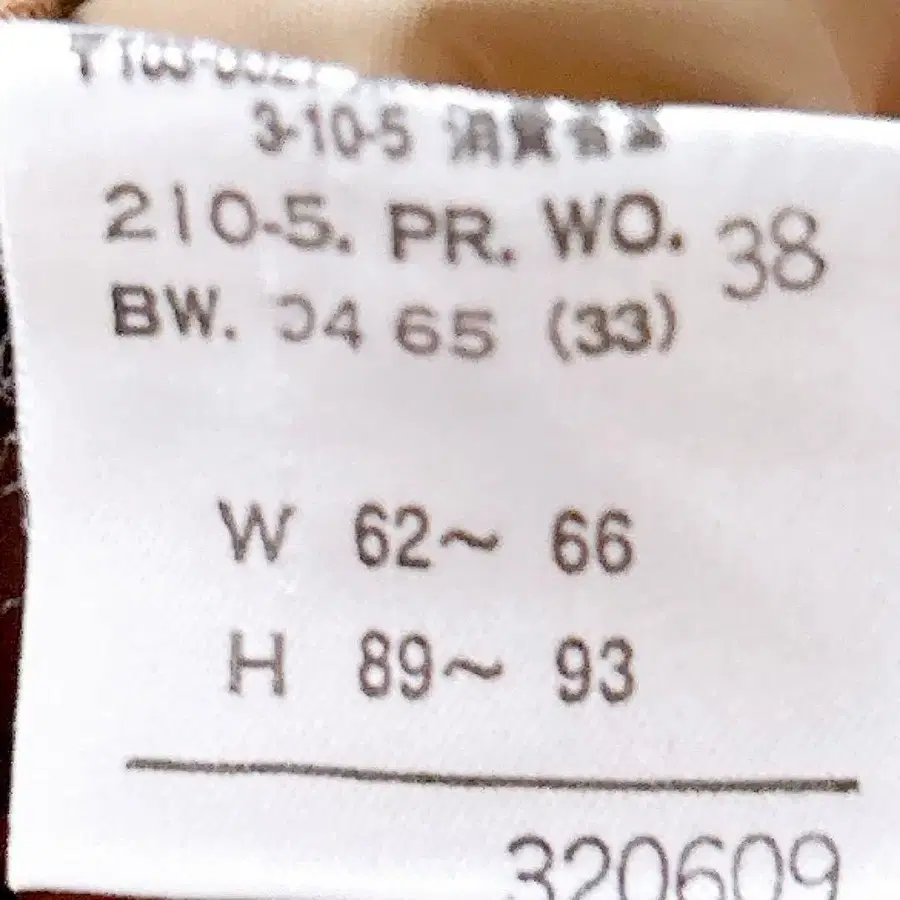 3-10-5
210-5. PR. WO. 38
BW. 04 65 (33)
W 62~ 66
H 89~ 93
320609